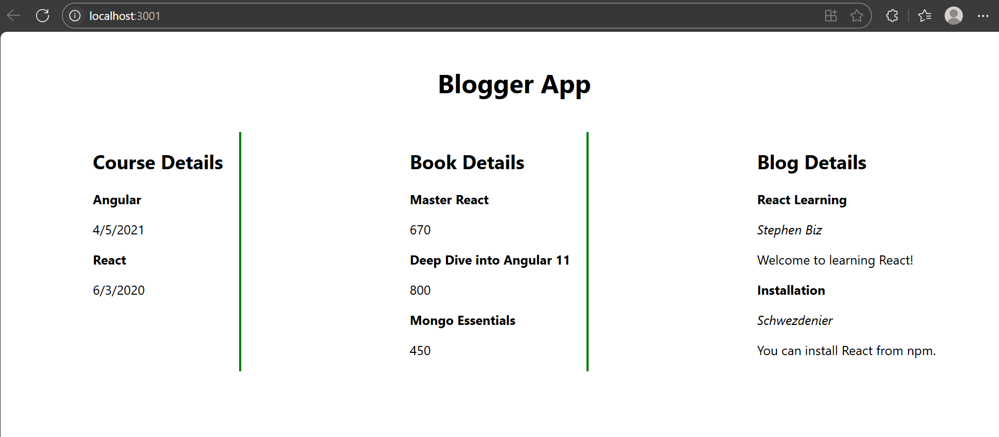 localhost:3001
Blogger App
Course Details
Angular
4/5/2021
React
6/3/2020
Book Details
Master React
670
Deep Dive into Angular 11
800
Mongo Essentials
450
Blog Details
React Learning
Stephen Biz
Welcome to learning React!
Installation
Schwezdenier
You can install React from npm.